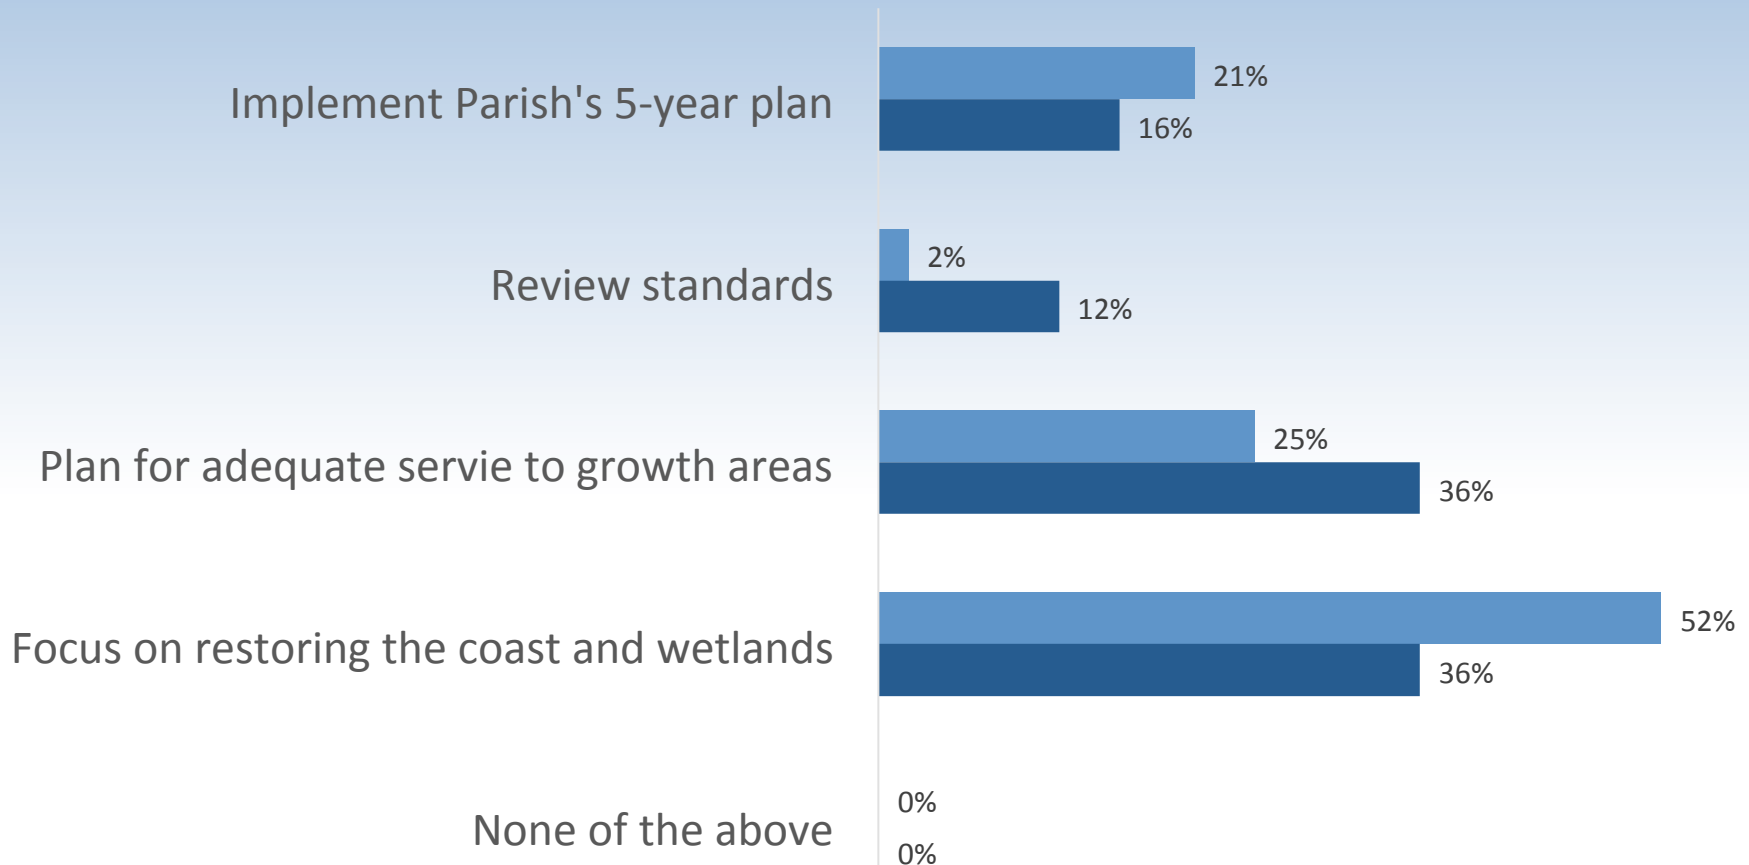 Implement Parish's 5-year plan
21%
16%
Review standards
2%
12%
Plan for adequate servie to growth areas
25%
36%
Focus on restoring the coast and wetlands
52%
36%
None of the above
0%
0%